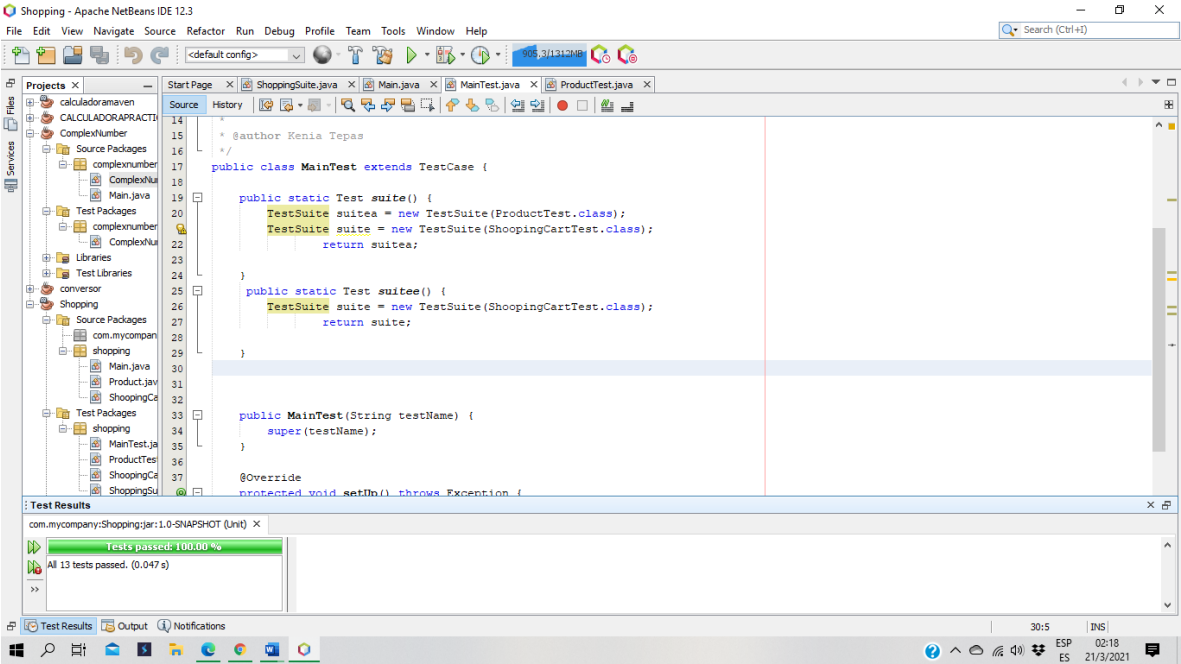 Shopping - Apache NetBeans IDE 12.3
File Edit View Navigate Source Refactor Run Debug Profile Team Tools Window Help
Search (Ctrl+I)
<default config>
905,3/1312MB
Projects
Start Page
ShoppingSuite.java
Main.java
MainTest.java
ProductTest.java
Files
Services
Source History
calculadoramaven
CALCULADORAPRACTI
ComplexNumber
Source Packages
complexnumber
ComplexNu
Main.java
Test Packages
complexnumber
ComplexNu
Libraries
Test Libraries
conversor
Shopping
Source Packages
com.mycompan
shopping
Main.java
Product.jav
ShoopingCa
Test Packages
shopping
MainTest.ja
ProductTes
ShoopingCa
ShoppingSu
14 *
15 * @author Kenia Tepas
16 */
17 public class MainTest extends TestCase {
18
19 public static Test suite() {
20 TestSuite suitea = new TestSuite(ProductTest.class);
TestSuite suite = new TestSuite(ShoopingCartTest.class);
22 return suitea;
23
24 }
25 public static Test suitee() {
26 TestSuite suite = new TestSuite(ShoopingCartTest.class);
27 return suite;
28
29 }
30
31
32
33 public MainTest(String testName) {
34 super(testName);
35 }
36
37 @Override
protected void setUp() throws Exception {
Test Results
com.mycompany:Shopping:jar:1.0-SNAPSHOT (Unit)
Tests passed: 100.00 %
All 13 tests passed. (0.047 s)
Test Results Output Notifications
30:5 INS
ESP
ES
02:18
21/3/2021